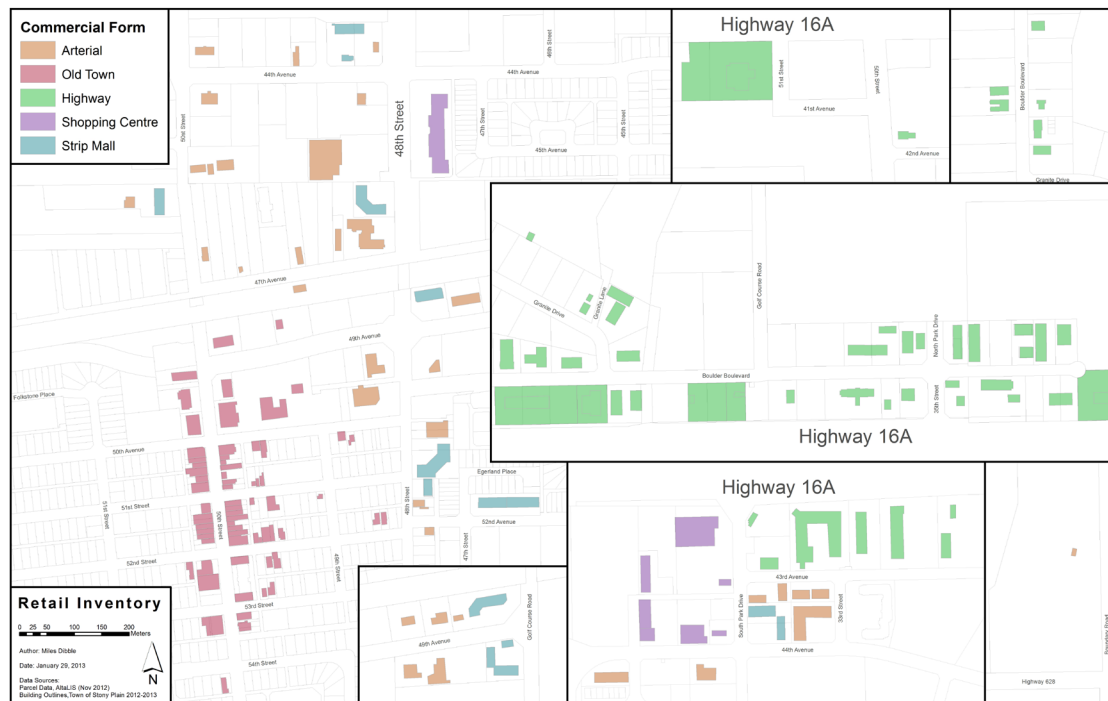 Commercial Form
Arterial
Old Town
Highway
Shopping Centre
Strip Mall
44th Avenue
50rd Street
48th Street
46th Street
44th Avenue
47th Street
45th Avenue
45th Street
47th Avenue
49th Avenue
Folkstone Place
50th Avenue
51st Street
51st Street
50th Street
52nd Street
49th Street
53rd Street
54th Street
48th Street
Egerland Place
52nd Avenue
47th Street
Highway 16A
51st Street
50th Street
41st Avenue
42nd Avenue
Boulder Boulevard
Granite Drive
Granite Drive
Granite Lane
Golf Course Road
North Park Drive
Boulder Boulevard
35th Street
Highway 16A
49th Avenue
Golf Course Road
Highway 16A
43rd Avenue
South Park Drive
33rd Street
44th Avenue
Highway 628
Retail Inventory
0 25 50 100 150 200
Meters
Author: Miles Dibble
Date: January 29, 2013
Data Sources:
Parcel Data, AltaLIS (Nov 2012)
Building Outlines,Town of Stony Plain 2012-2013
N